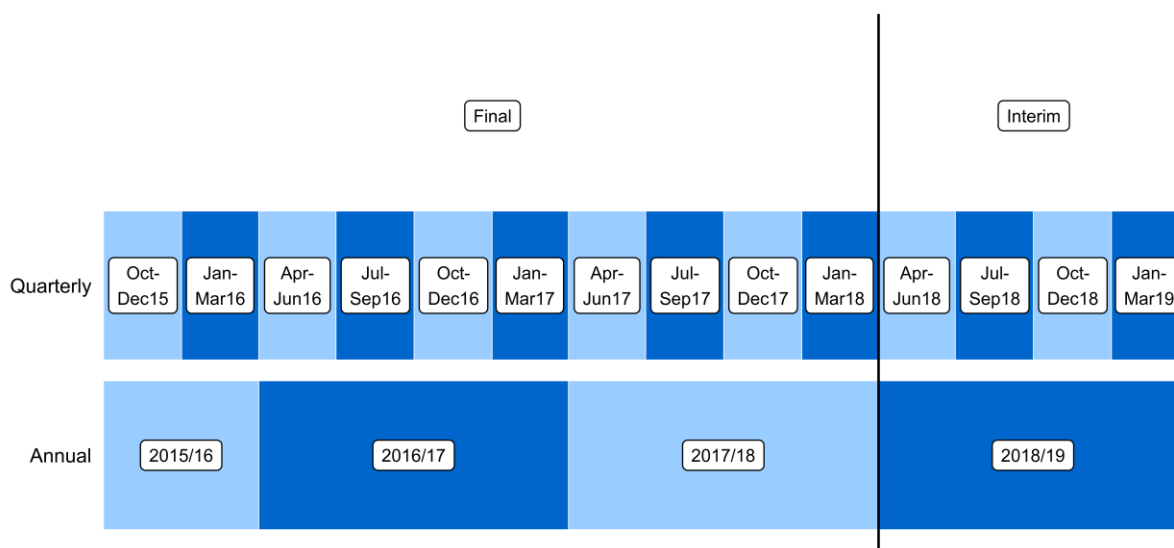 Final
Interim
Quarterly
Oct-
Dec15
Jan-
Mar16
Apr-
Jun16
Jul-
Sep16
Oct-
Dec16
Jan-
Mar17
Apr-
Jun17
Jul-
Sep17
Oct-
Dec17
Jan-
Mar18
Apr-
Jun18
Jul-
Sep18
Oct-
Dec18
Jan-
Mar19
Annual
2015/16
2016/17
2017/18
2018/19